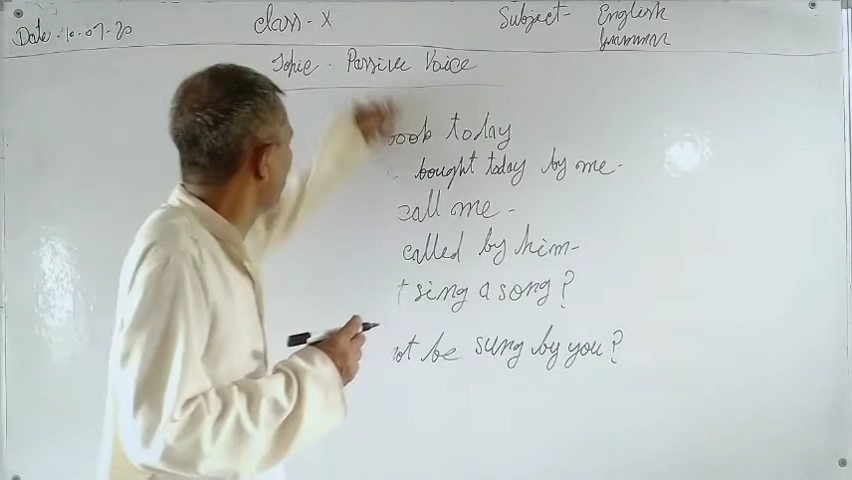 Date. 10.07-20
Class - X
Subject- English
Grammar
Topic - Passive Voice
book today
bought today by me.
call me -
called by him-
t sing a song?
not be sung by you?